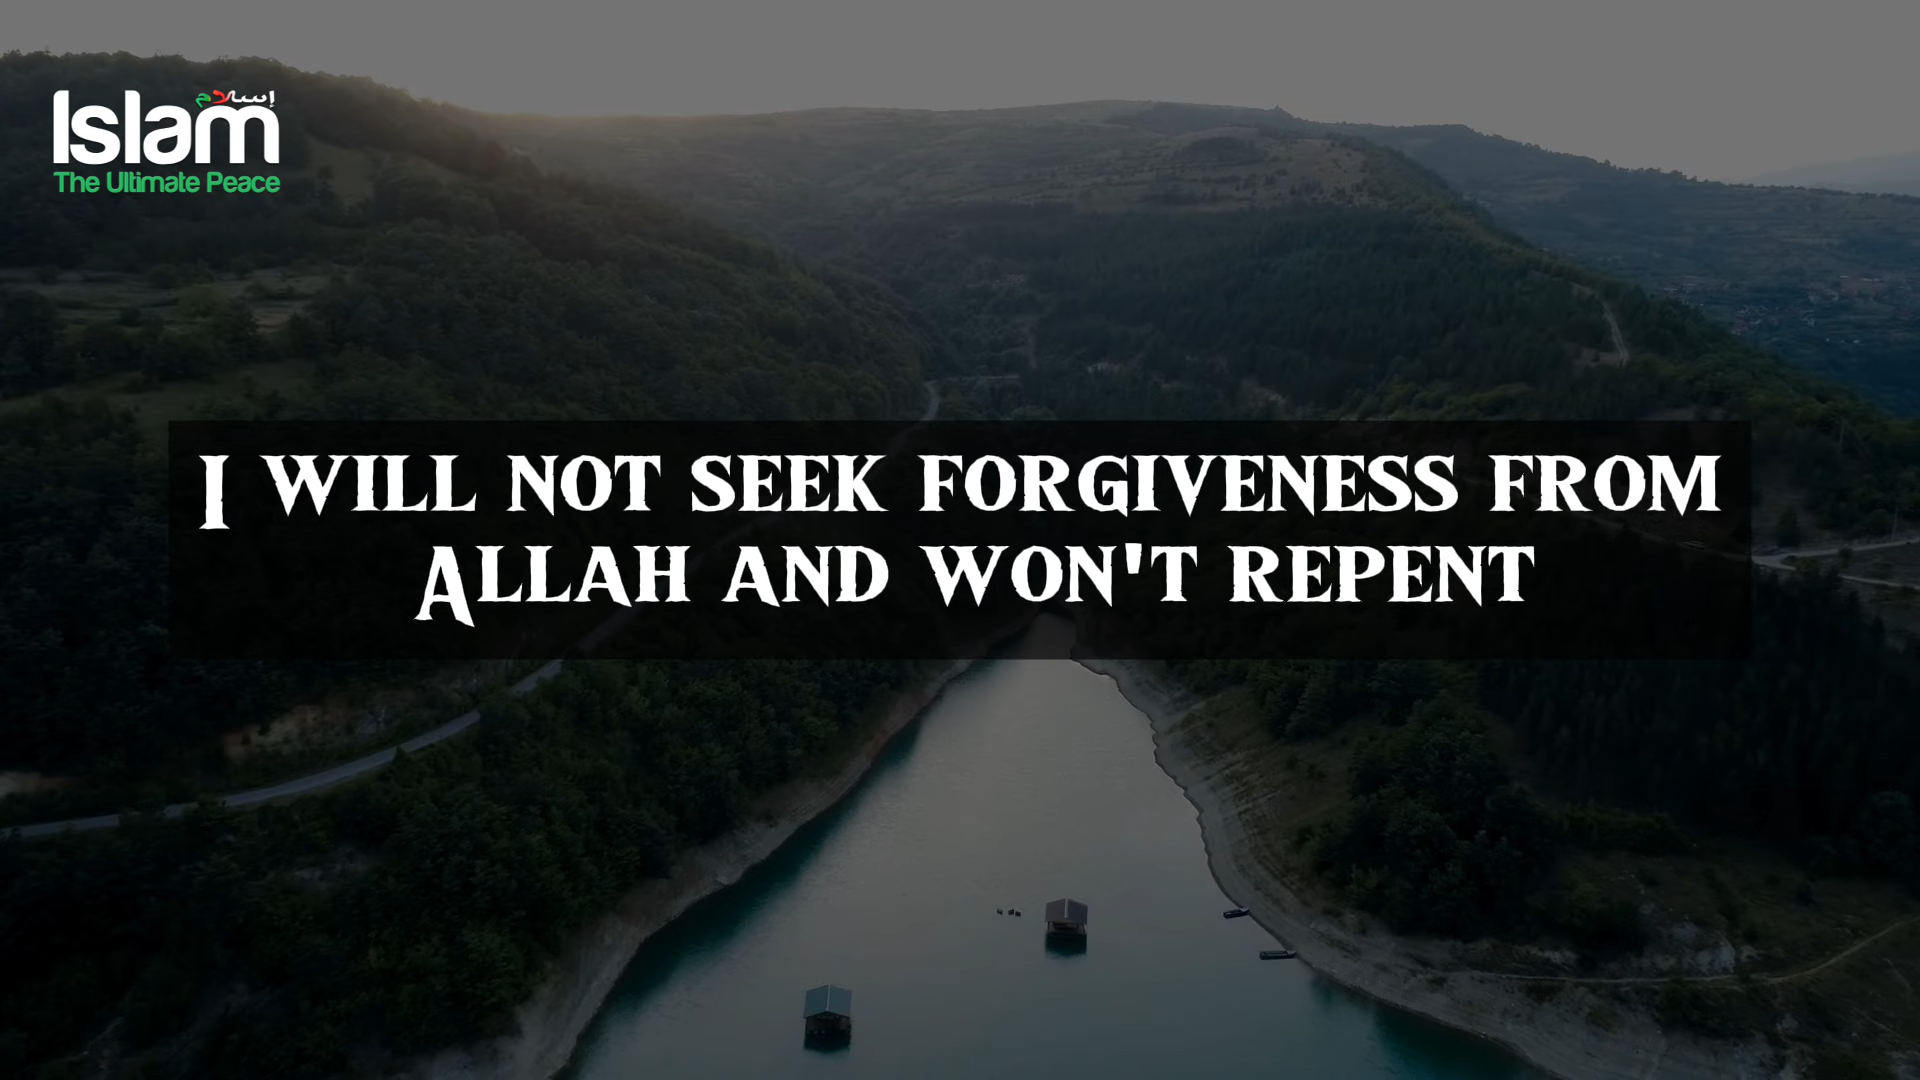 إسلام
Islam
The Ultimate Peace
I will not seek forgiveness from
Allah and won't repent